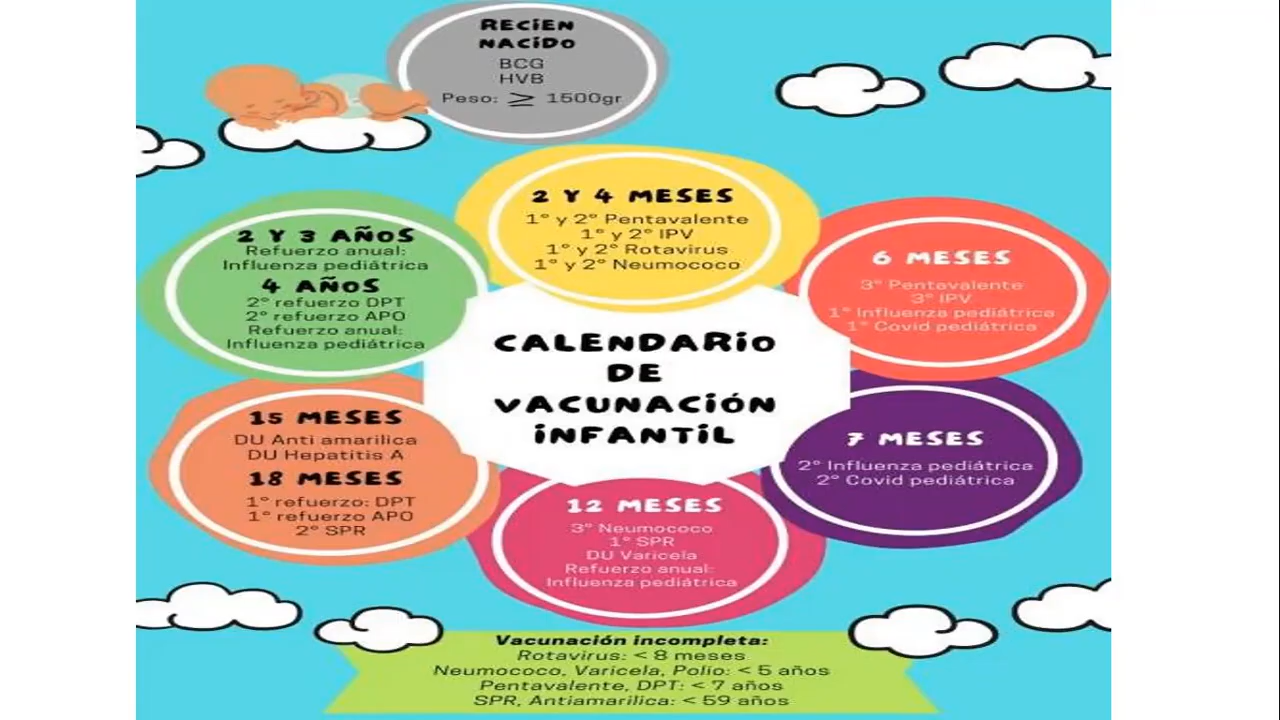 RECIEN
NACIDO
BCG
HVB
Peso: ≥ 1500gr
2 Y 4 MESES
1° y 2° Pentavalente
1° y 2° IPV
1° y 2° Rotavirus
1° y 2° Neumococo
6 MESES
3° Pentavalente
3° IPV
1° Influenza pediátrica
1° Covid pediátrica
7 MESES
2° Influenza pediátrica
2° Covid pediátrica
12 MESES
3° Neumococo
1° SPR
DU Varicela
Refuerzo anual:
Influenza pediátrica
15 MESES
DU Anti amarilica
DU Hepatitis A
18 MESES
1° refuerzo: DPT
1° refuerzo APO
2° SPR
2 Y 3 AÑOS
Refuerzo anual:
Influenza pediátrica
4 AÑOS
2° refuerzo DPT
2° refuerzo APO
Refuerzo anual:
Influenza pediátrica
CALENDARIO
DE
VACUNACIÓN
INFANTIL
Vacunación incompleta:
Rotavirus: < 8 meses
Neumococo, Varicela, Polio: < 5 años
Pentavalente, DPT: < 7 años
SPR, Antiamarilica: < 59 años